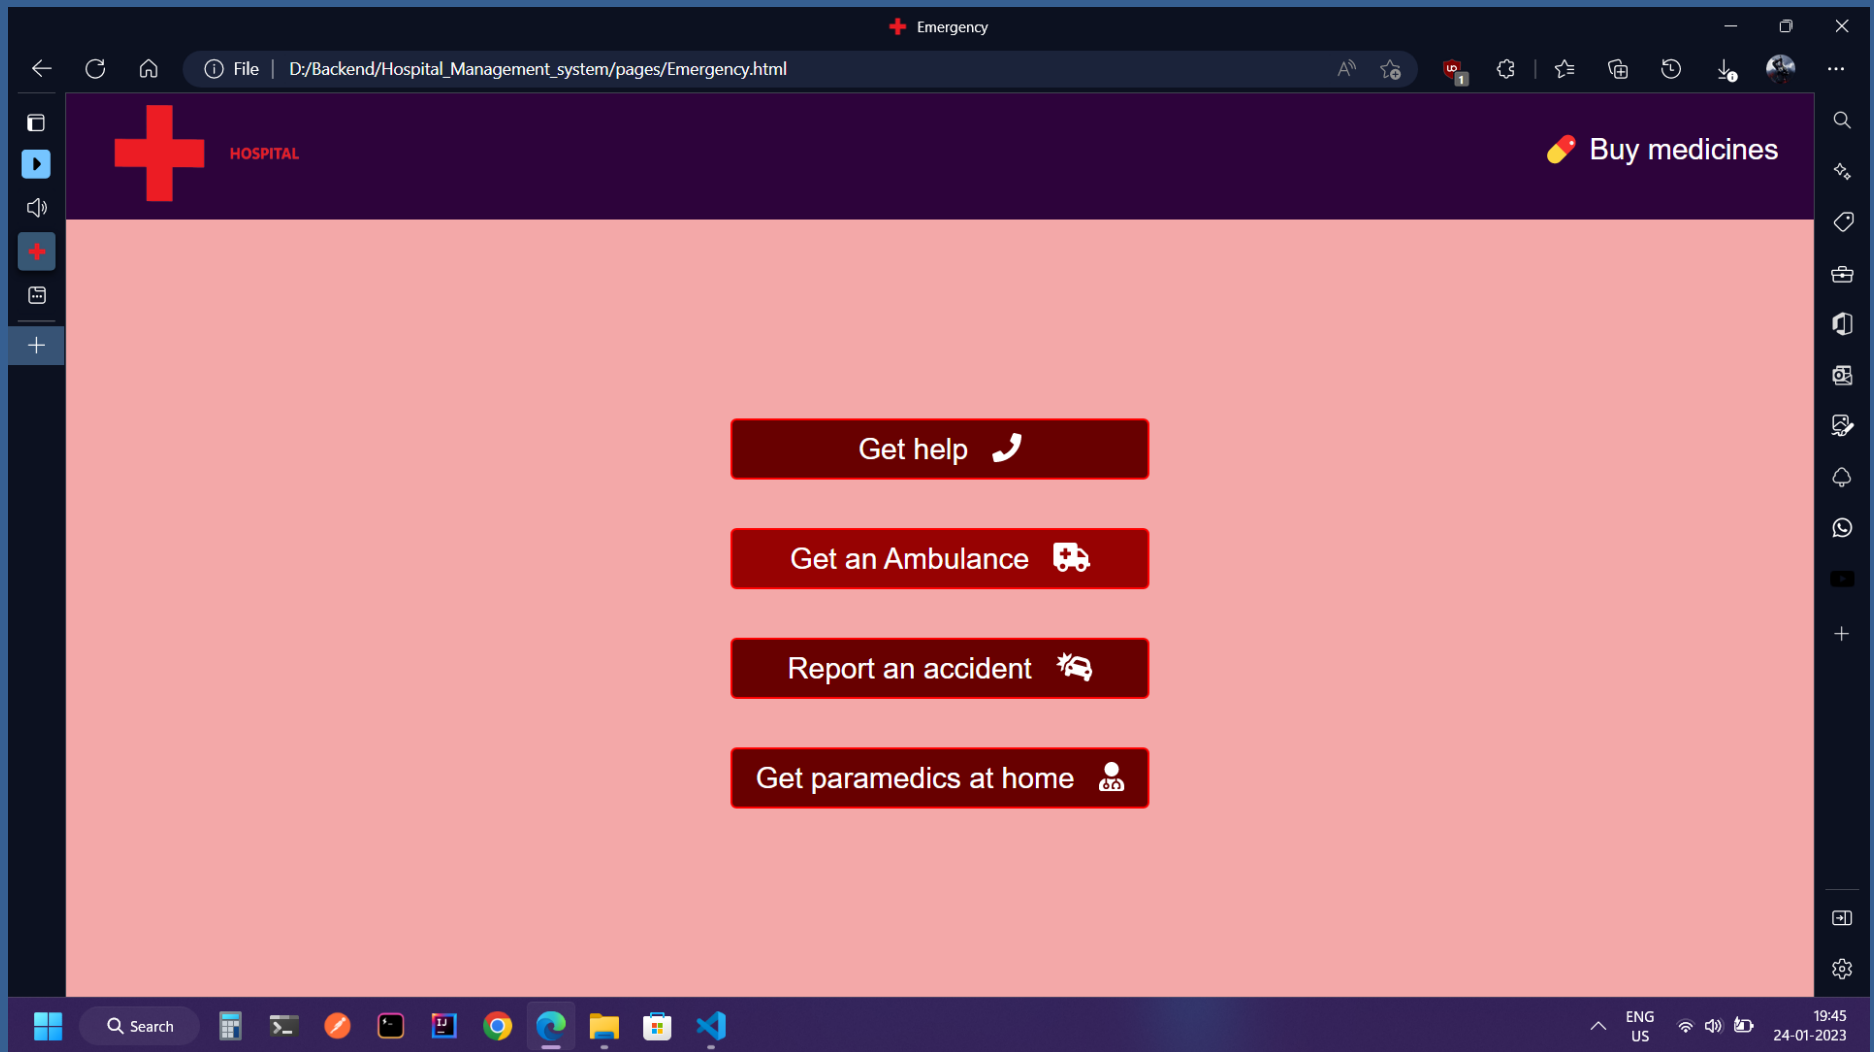 Emergency
File
D:/Backend/Hospital_Management_system/pages/Emergency.html
1
HOSPITAL
Buy medicines
Get help
Get an Ambulance
Report an accident
Get paramedics at home
Search
ENG
US
19:45
24-01-2023